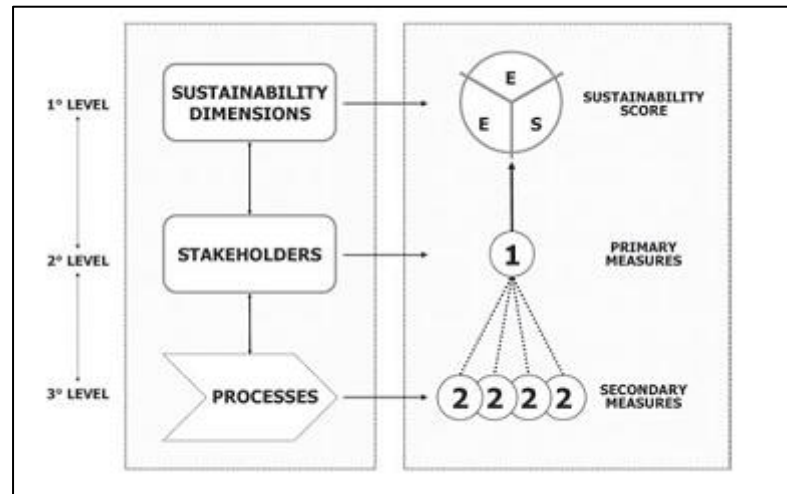 1° LEVEL
SUSTAINABILITY
DIMENSIONS
E
E
S
SUSTAINABILITY
SCORE
2° LEVEL
STAKEHOLDERS
1
PRIMARY
MEASURES
3° LEVEL
PROCESSES
2 2 2 2
SECONDARY
MEASURES